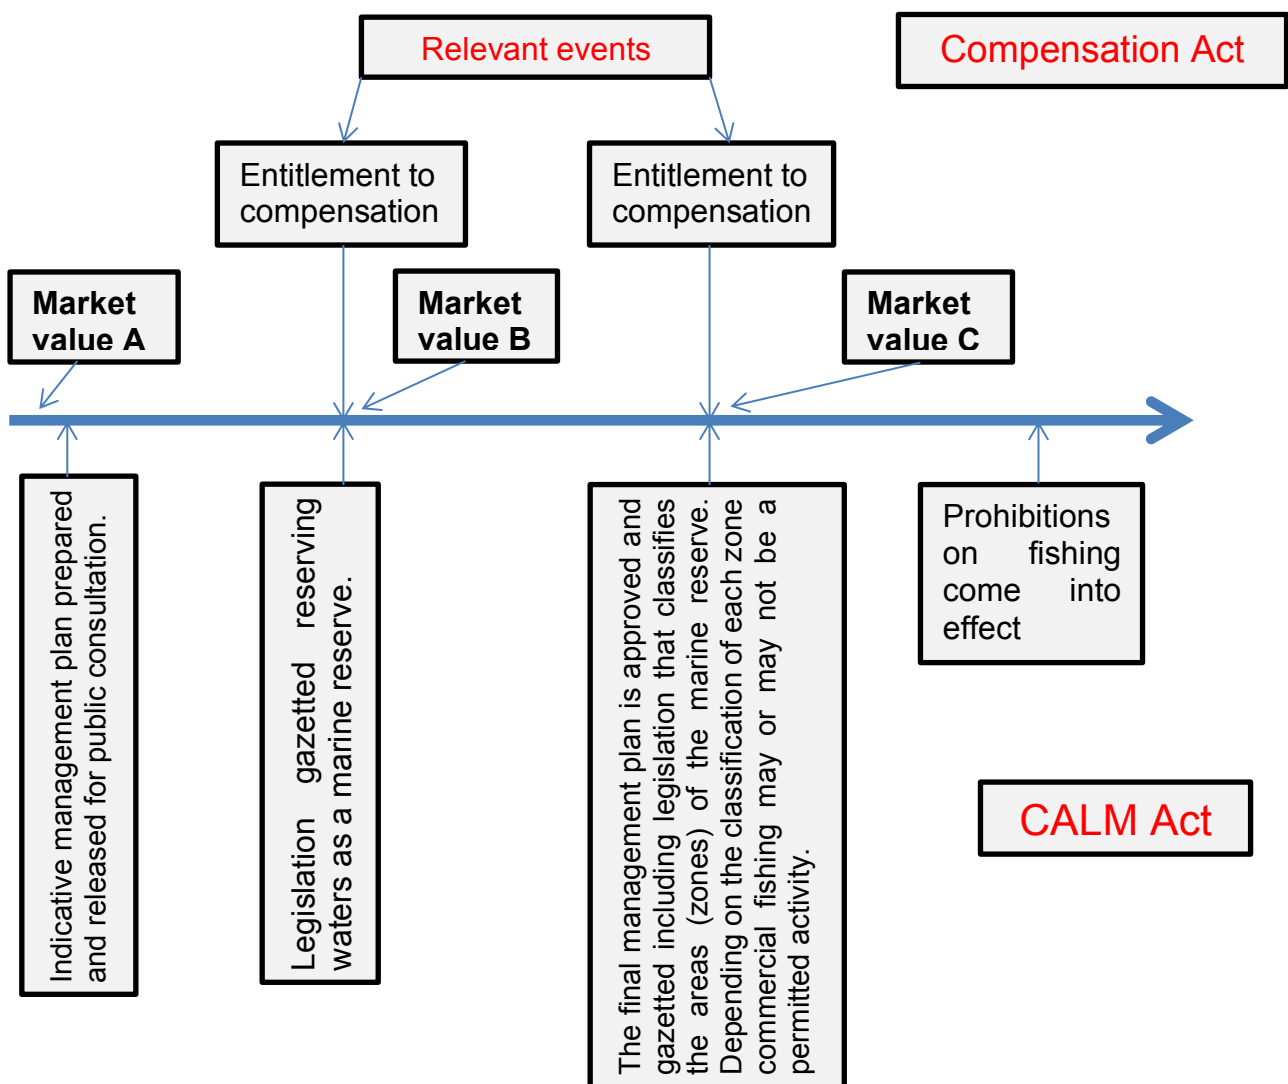 Relevant events
Compensation Act
Entitlement to
compensation
Entitlement to
compensation
Market
value A
Market
value B
Market
value C
Indicative management plan prepared
and released for public consultation.
Legislation gazetted reserving
waters as a marine reserve.
The final management plan is approved and
gazetted including legislation that classifies
the areas (zones) of the marine reserve.
Depending on the classification of each zone
commercial fishing may or may not be a
permitted activity.
Prohibitions
on fishing
come into
effect
CALM Act